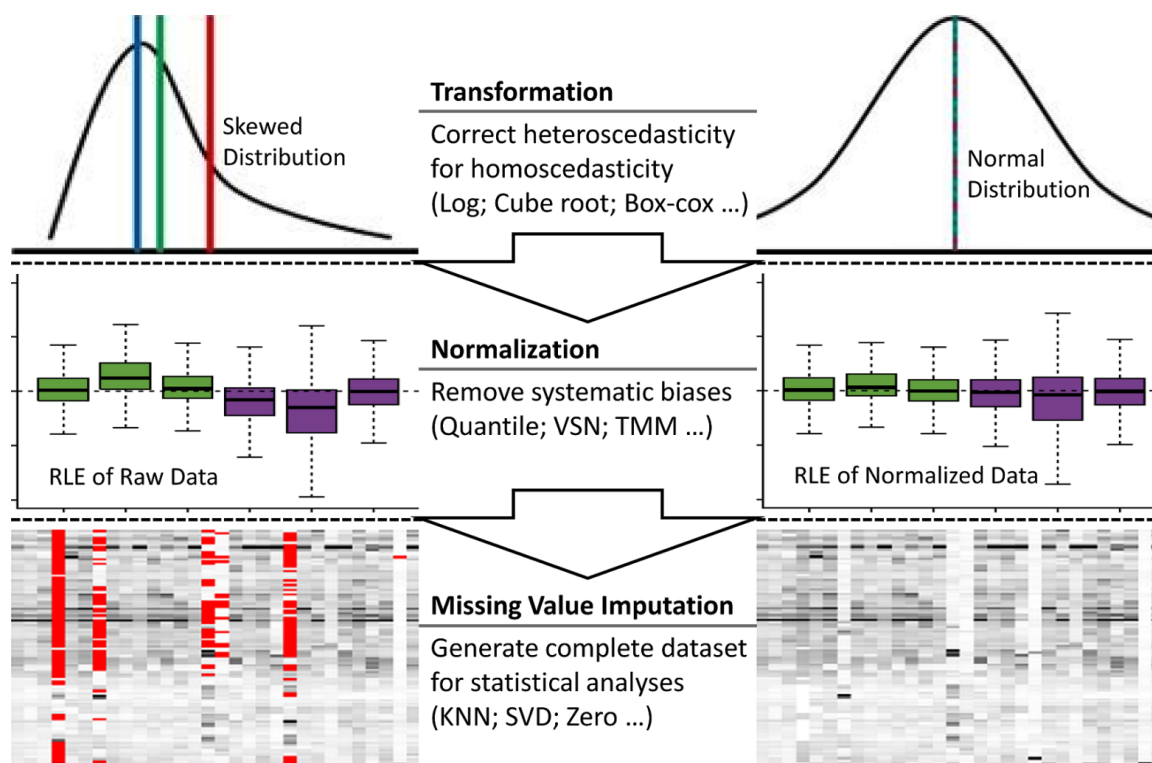 Transformation
Skewed
Distribution
Correct heteroscedasticity
for homoscedasticity
(Log; Cube root; Box-cox ...)
Normal
Distribution
Normalization
Remove systematic biases
(Quantile; VSN; TMM ...)
RLE of Raw Data
RLE of Normalized Data
Missing Value Imputation
Generate complete dataset
for statistical analyses
(KNN; SVD; Zero ...)